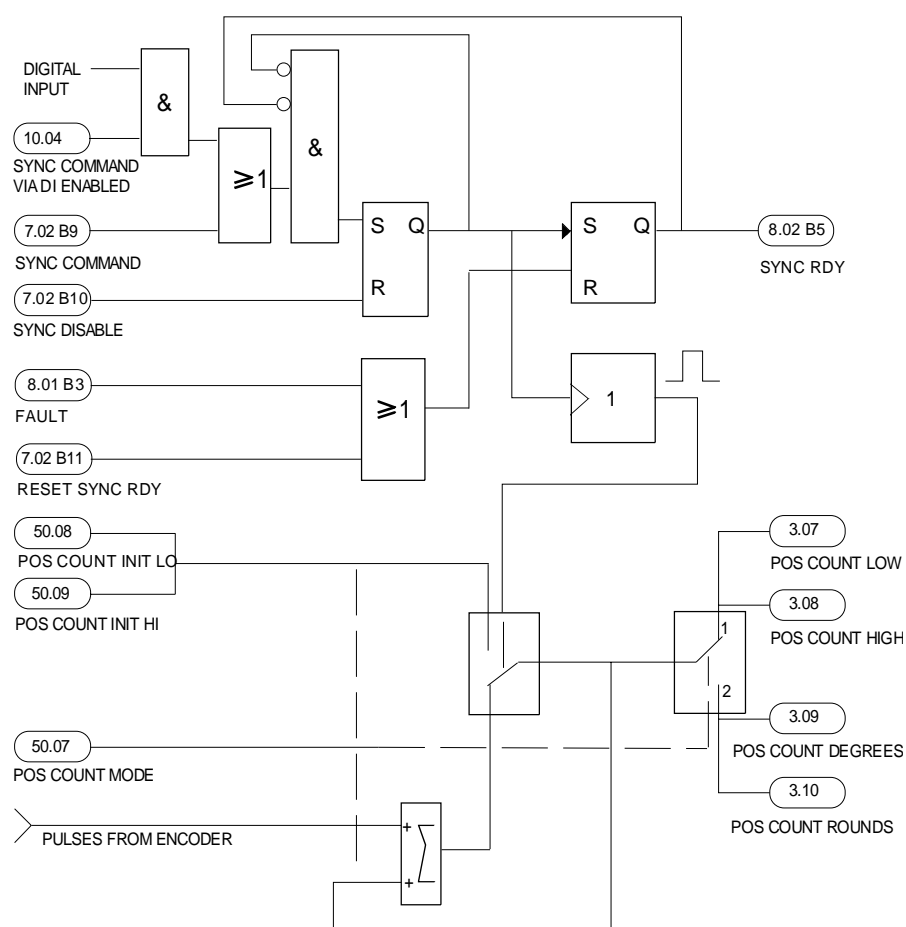 DIGITAL
INPUT
&
10.04
SYNC COMMAND
VIA DI ENABLED
≥1
&
7.02 B9
SYNC COMMAND
S Q
R
S Q
R
8.02 B5
SYNC RDY
7.02 B10
SYNC DISABLE
8.01 B3
FAULT
≥1
1
7.02 B11
RESET SYNC RDY
50.08
POS COUNT INIT LO
50.09
POS COUNT INIT HI
3.07
POS COUNT LOW
3.08
POS COUNT HIGH
1
2
3.09
POS COUNT DEGREES
3.10
POS COUNT ROUNDS
50.07
POS COUNT MODE
PULSES FROM ENCODER
+
+